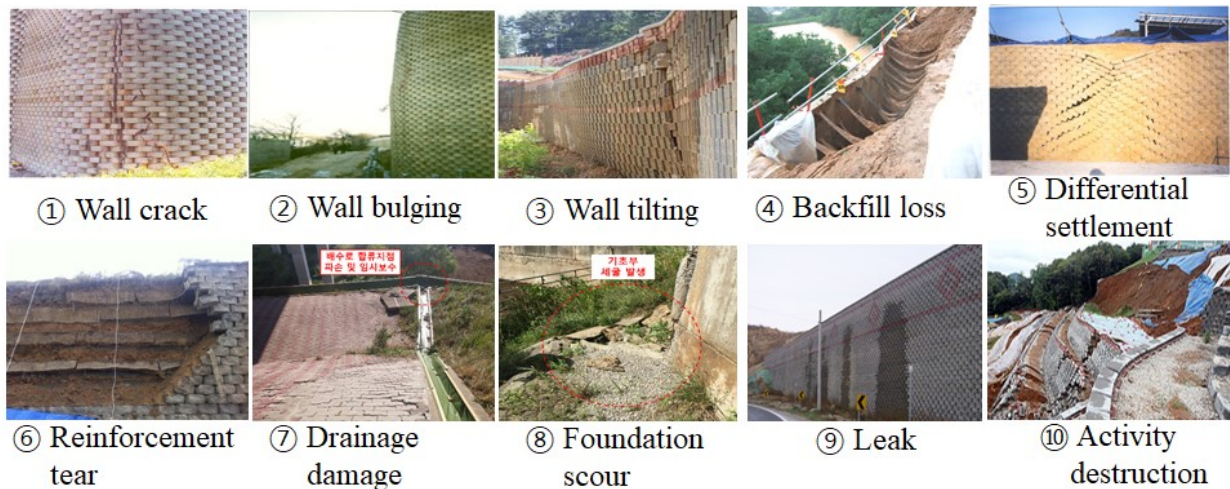 ① Wall crack
② Wall bulging
③ Wall tilting
④ Backfill loss
⑤ Differential
settlement
배수로 합류지점
파손 및 임시보수
기초부
세굴 발생
⑥ Reinforcement
tear
⑦ Drainage
damage
⑧ Foundation
scour
⑨ Leak
⑩ Activity
destruction